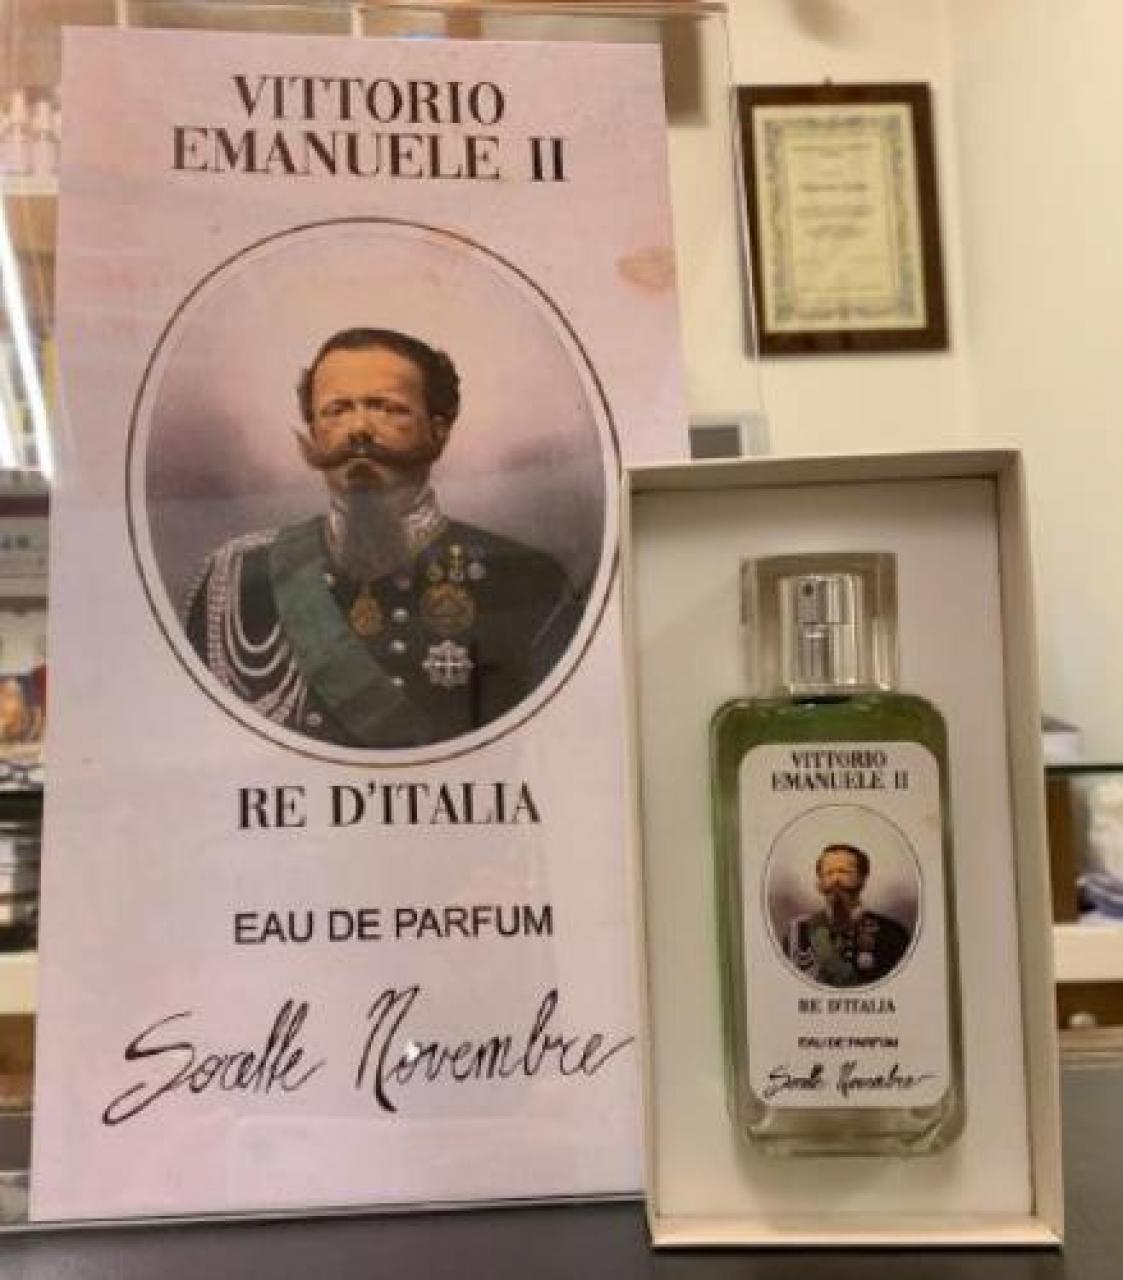 VITTORIO
EMANUELE II
RE D'ITALIA
EAU DE PARFUM
Sorelle Novembre
VITTORIO
EMANUELE II
RE D'ITALIA
EAU DE PARFUM
Sorelle Novembre